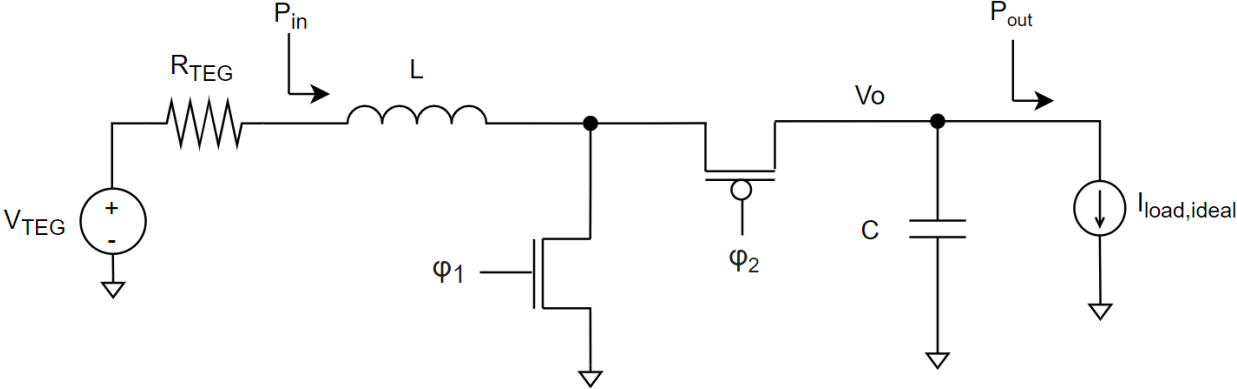 P_in
P_out
R_TEG
L
Vo
V_TEG
+
-
C
I_load,ideal
φ1
φ2